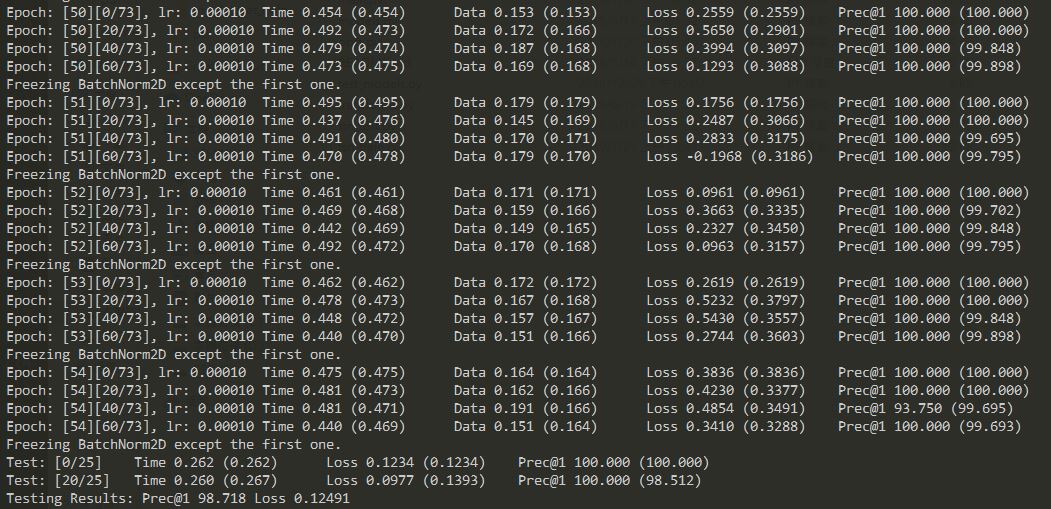 Epoch: [50][0/73], lr: 0.00010 Time 0.454 (0.454) Data 0.153 (0.153) Loss 0.2559 (0.2559) Prec@1 100.000 (100.000)
Epoch: [50][20/73], lr: 0.00010 Time 0.492 (0.473) Data 0.172 (0.166) Loss 0.5650 (0.2901) Prec@1 100.000 (100.000)
Epoch: [50][40/73], lr: 0.00010 Time 0.479 (0.474) Data 0.187 (0.168) Loss 0.3994 (0.3097) Prec@1 100.000 (99.848)
Epoch: [50][60/73], lr: 0.00010 Time 0.473 (0.475) Data 0.169 (0.168) Loss 0.1293 (0.3088) Prec@1 100.000 (99.898)
Freezing BatchNorm2D except the first one.
Epoch: [51][0/73], lr: 0.00010 Time 0.495 (0.495) Data 0.179 (0.179) Loss 0.1756 (0.1756) Prec@1 100.000 (100.000)
Epoch: [51][20/73], lr: 0.00010 Time 0.437 (0.476) Data 0.145 (0.169) Loss 0.2487 (0.3066) Prec@1 100.000 (100.000)
Epoch: [51][40/73], lr: 0.00010 Time 0.491 (0.480) Data 0.170 (0.171) Loss 0.2833 (0.3175) Prec@1 100.000 (99.695)
Epoch: [51][60/73], lr: 0.00010 Time 0.470 (0.478) Data 0.179 (0.170) Loss -0.1968 (0.3186) Prec@1 100.000 (99.795)
Freezing BatchNorm2D except the first one.
Epoch: [52][0/73], lr: 0.00010 Time 0.461 (0.461) Data 0.171 (0.171) Loss 0.0961 (0.0961) Prec@1 100.000 (100.000)
Epoch: [52][20/73], lr: 0.00010 Time 0.469 (0.468) Data 0.159 (0.166) Loss 0.3663 (0.3335) Prec@1 100.000 (99.702)
Epoch: [52][40/73], lr: 0.00010 Time 0.442 (0.469) Data 0.149 (0.165) Loss 0.2327 (0.3450) Prec@1 100.000 (99.848)
Epoch: [52][60/73], lr: 0.00010 Time 0.492 (0.472) Data 0.170 (0.168) Loss 0.0963 (0.3157) Prec@1 100.000 (99.795)
Freezing BatchNorm2D except the first one.
Epoch: [53][0/73], lr: 0.00010 Time 0.462 (0.462) Data 0.172 (0.172) Loss 0.2619 (0.2619) Prec@1 100.000 (100.000)
Epoch: [53][20/73], lr: 0.00010 Time 0.478 (0.473) Data 0.167 (0.168) Loss 0.5232 (0.3797) Prec@1 100.000 (100.000)
Epoch: [53][40/73], lr: 0.00010 Time 0.448 (0.472) Data 0.157 (0.167) Loss 0.5430 (0.3557) Prec@1 100.000 (99.848)
Epoch: [53][60/73], lr: 0.00010 Time 0.440 (0.470) Data 0.151 (0.166) Loss 0.2744 (0.3603) Prec@1 100.000 (99.898)
Freezing BatchNorm2D except the first one.
Epoch: [54][0/73], lr: 0.00010 Time 0.475 (0.475) Data 0.164 (0.164) Loss 0.3836 (0.3836) Prec@1 100.000 (100.000)
Epoch: [54][20/73], lr: 0.00010 Time 0.481 (0.473) Data 0.162 (0.166) Loss 0.4230 (0.3377) Prec@1 100.000 (100.000)
Epoch: [54][40/73], lr: 0.00010 Time 0.481 (0.471) Data 0.191 (0.166) Loss 0.4854 (0.3491) Prec@1 93.750 (99.695)
Epoch: [54][60/73], lr: 0.00010 Time 0.440 (0.469) Data 0.151 (0.164) Loss 0.3410 (0.3288) Prec@1 100.000 (99.693)
Freezing BatchNorm2D except the first one.
Test: [0/25] Time 0.262 (0.262) Loss 0.1234 (0.1234) Prec@1 100.000 (100.000)
Test: [20/25] Time 0.260 (0.267) Loss 0.0977 (0.1393) Prec@1 100.000 (98.512)
Testing Results: Prec@1 98.718 Loss 0.12491